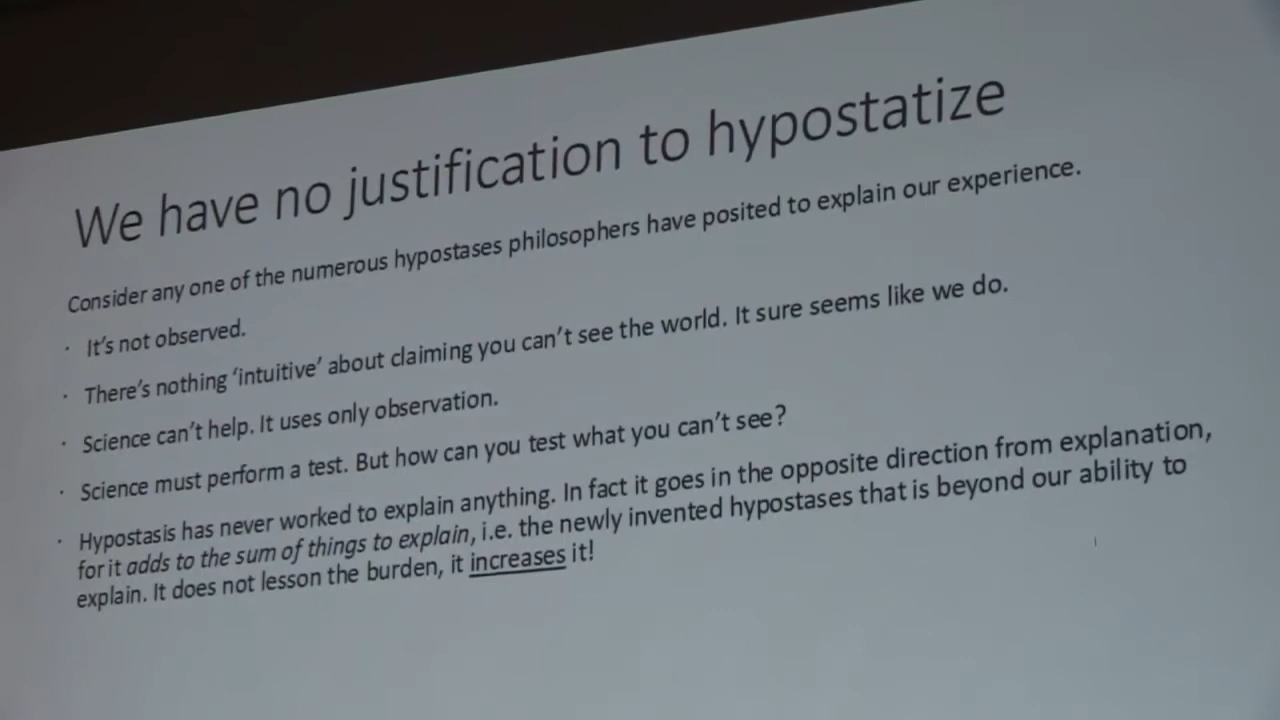 We have no justification to hypostatize
Consider any one of the numerous hypostases philosophers have posited to explain our experience.
· It's not observed.
· There's nothing 'intuitive' about claiming you can't see the world. It sure seems like we do.
· Science can't help. It uses only observation.
· Science must perform a test. But how can you test what you can't see?
· Hypostasis has never worked to explain anything. In fact it goes in the opposite direction from explanation,
for it adds to the sum of things to explain, i.e. the newly invented hypostases that is beyond our ability to
explain. It does not lesson the burden, it increases it!